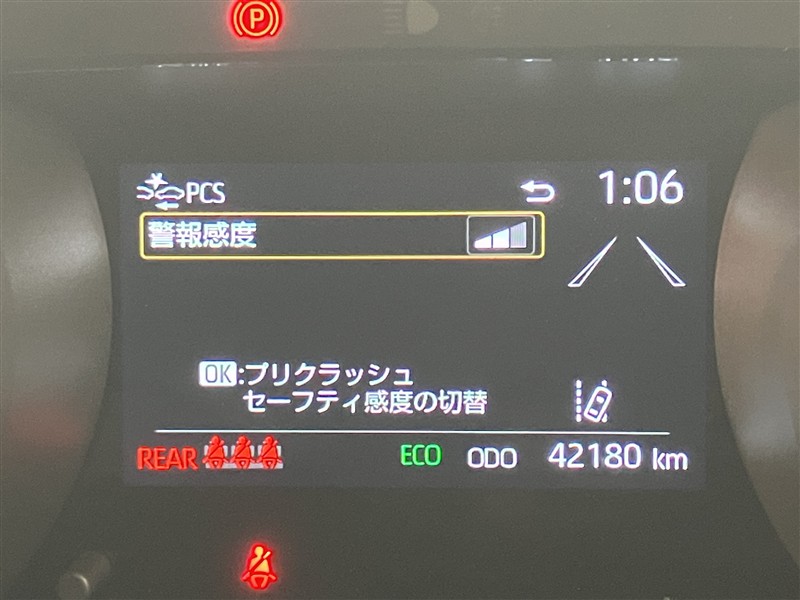 P
PCS
1:06
警報感度
OK:プリクラッシュ
セーフティ感度の切替
REAR
ECO ODO 42180 km